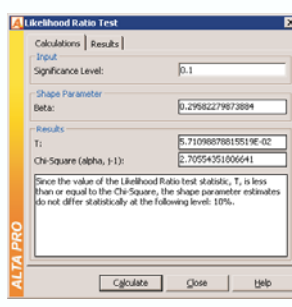 Likelihood Ratio Test
Calculations
Results
Input
Significance Level:
0.1
Shape Parameter
Beta:
0.29582279873884
Results
T:
5.71098878815519E-02
Chi-Square (alpha, j-1):
2.70554351806641
Since the value of the Likelihood Ratio test statistic, T, is less
than or equal to the Chi-Square, the shape parameter estimates
do not differ statistically at the following level: 10%.
ALTA PRO
Calculate
Close
Help